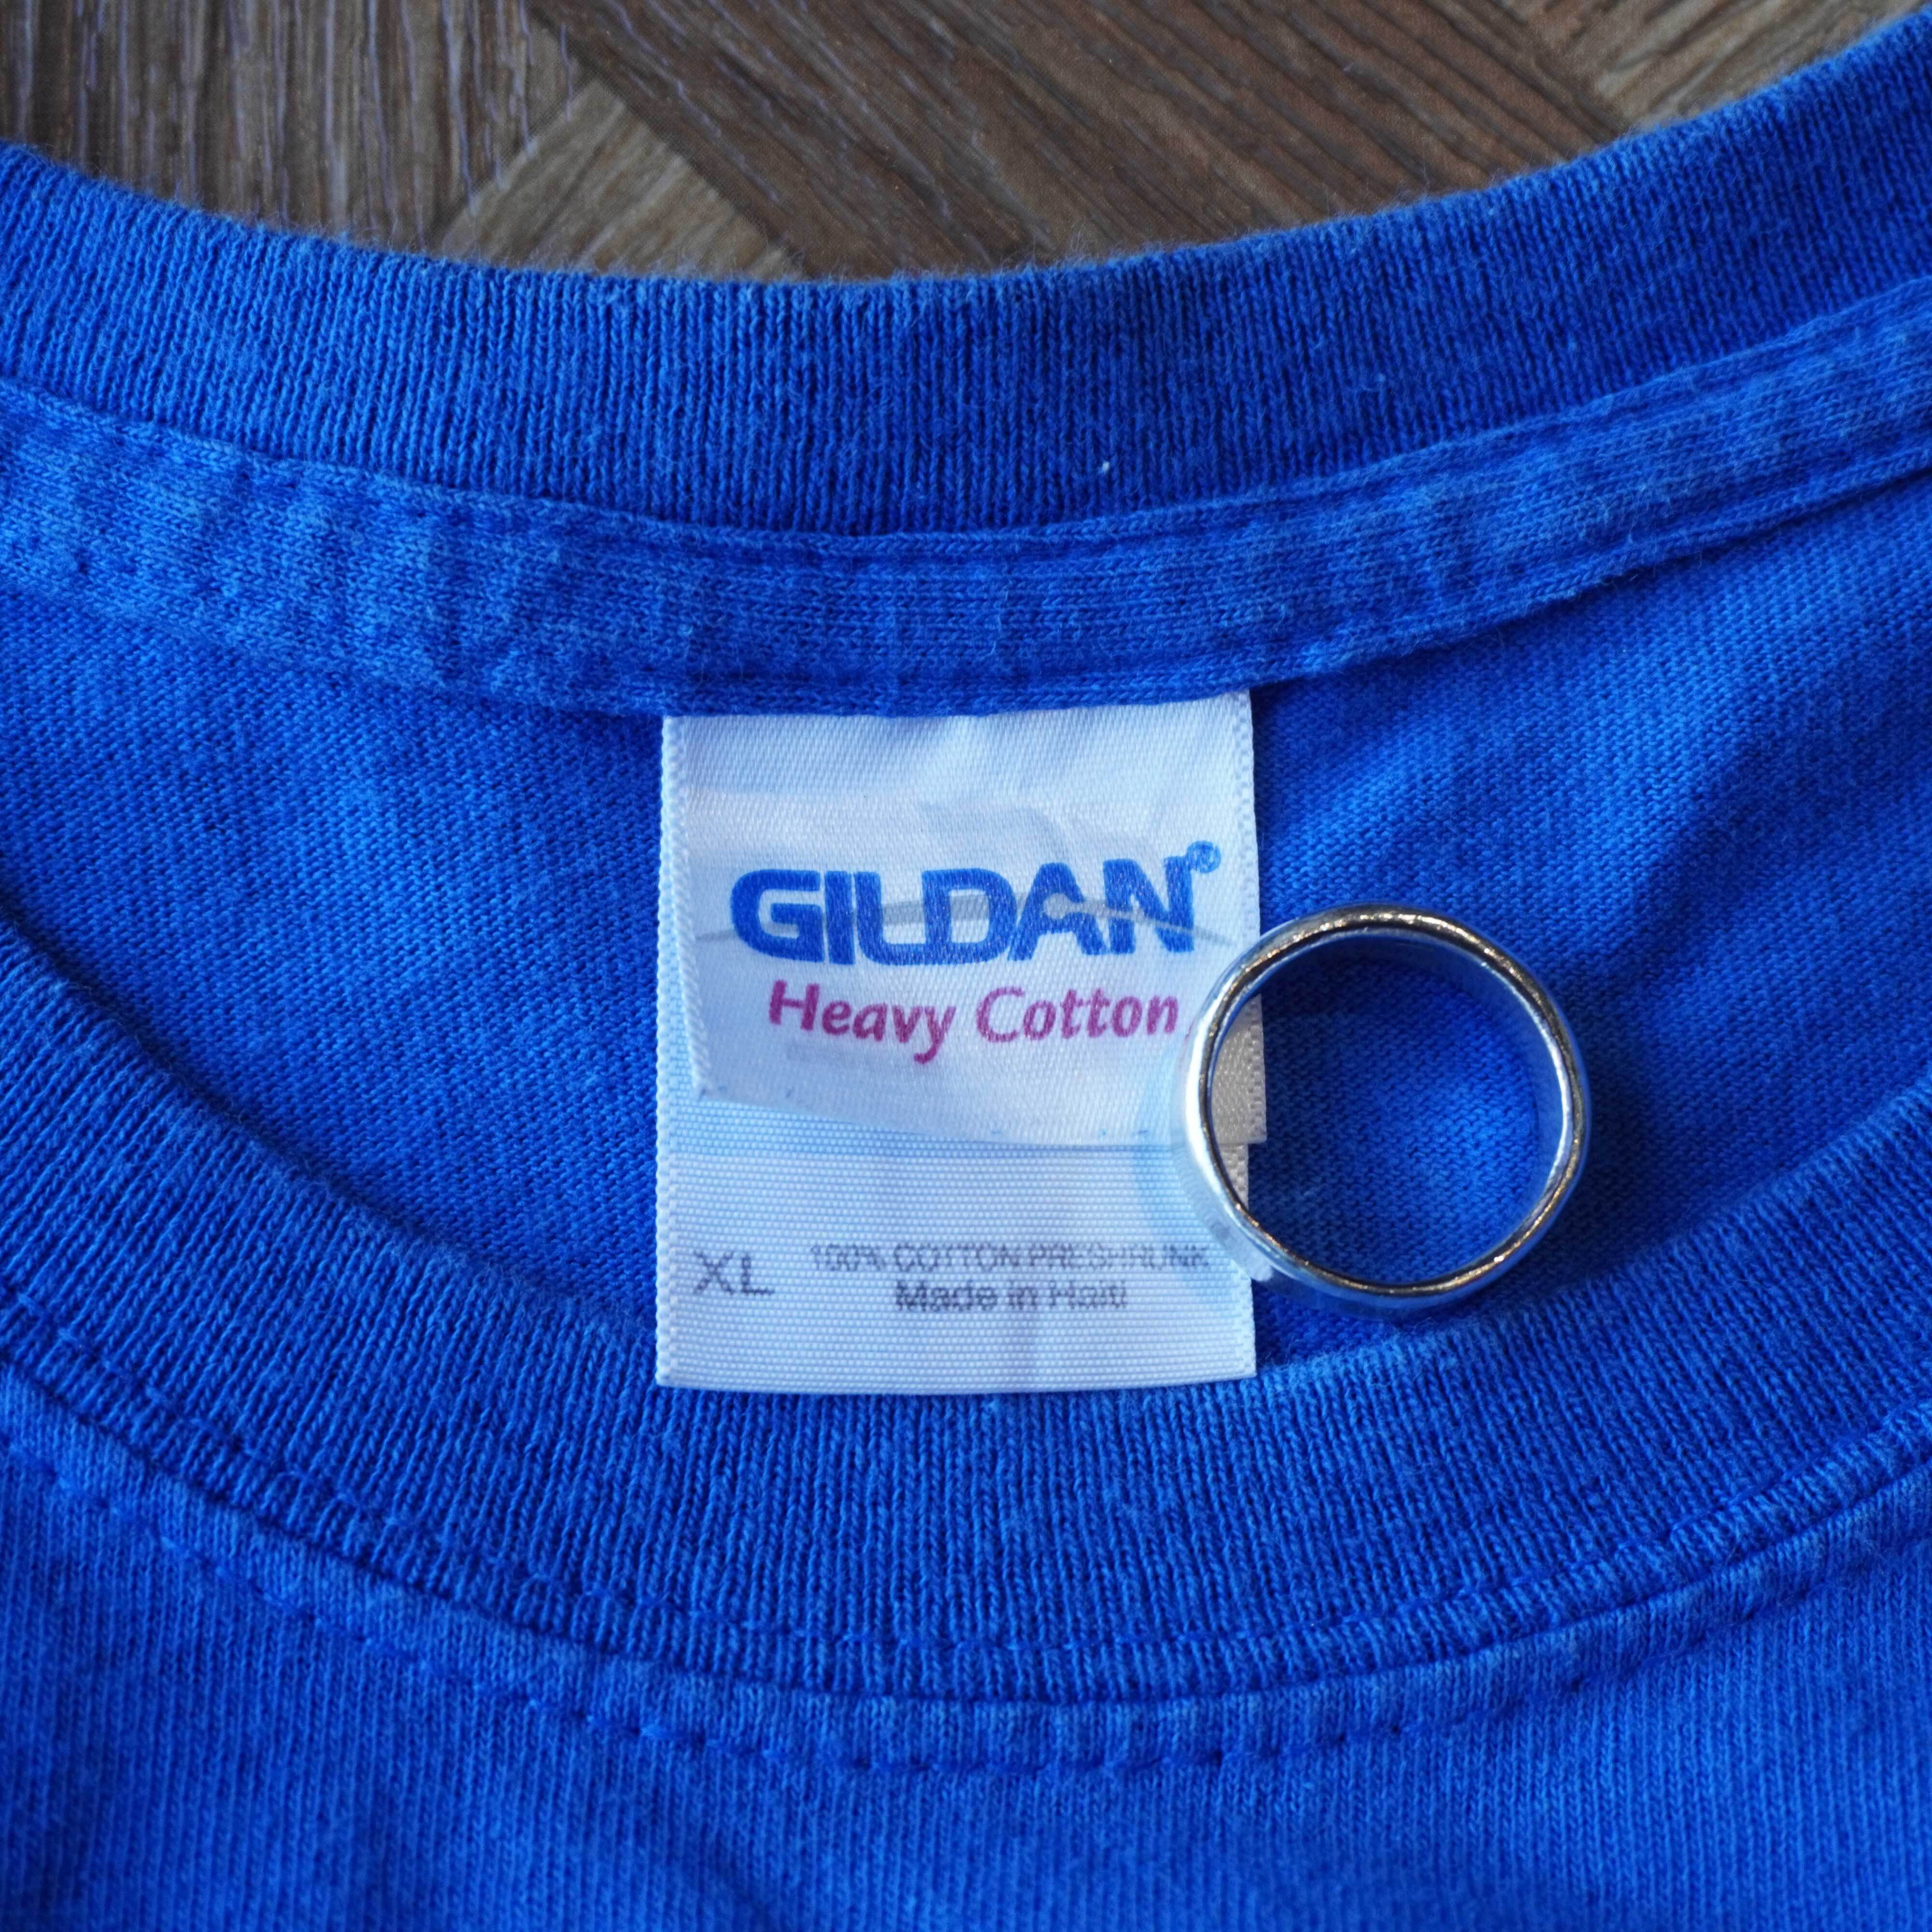 GILDAN®
Heavy Cotton
XL 100% COTTON PRESHRUNK
Made in Haiti